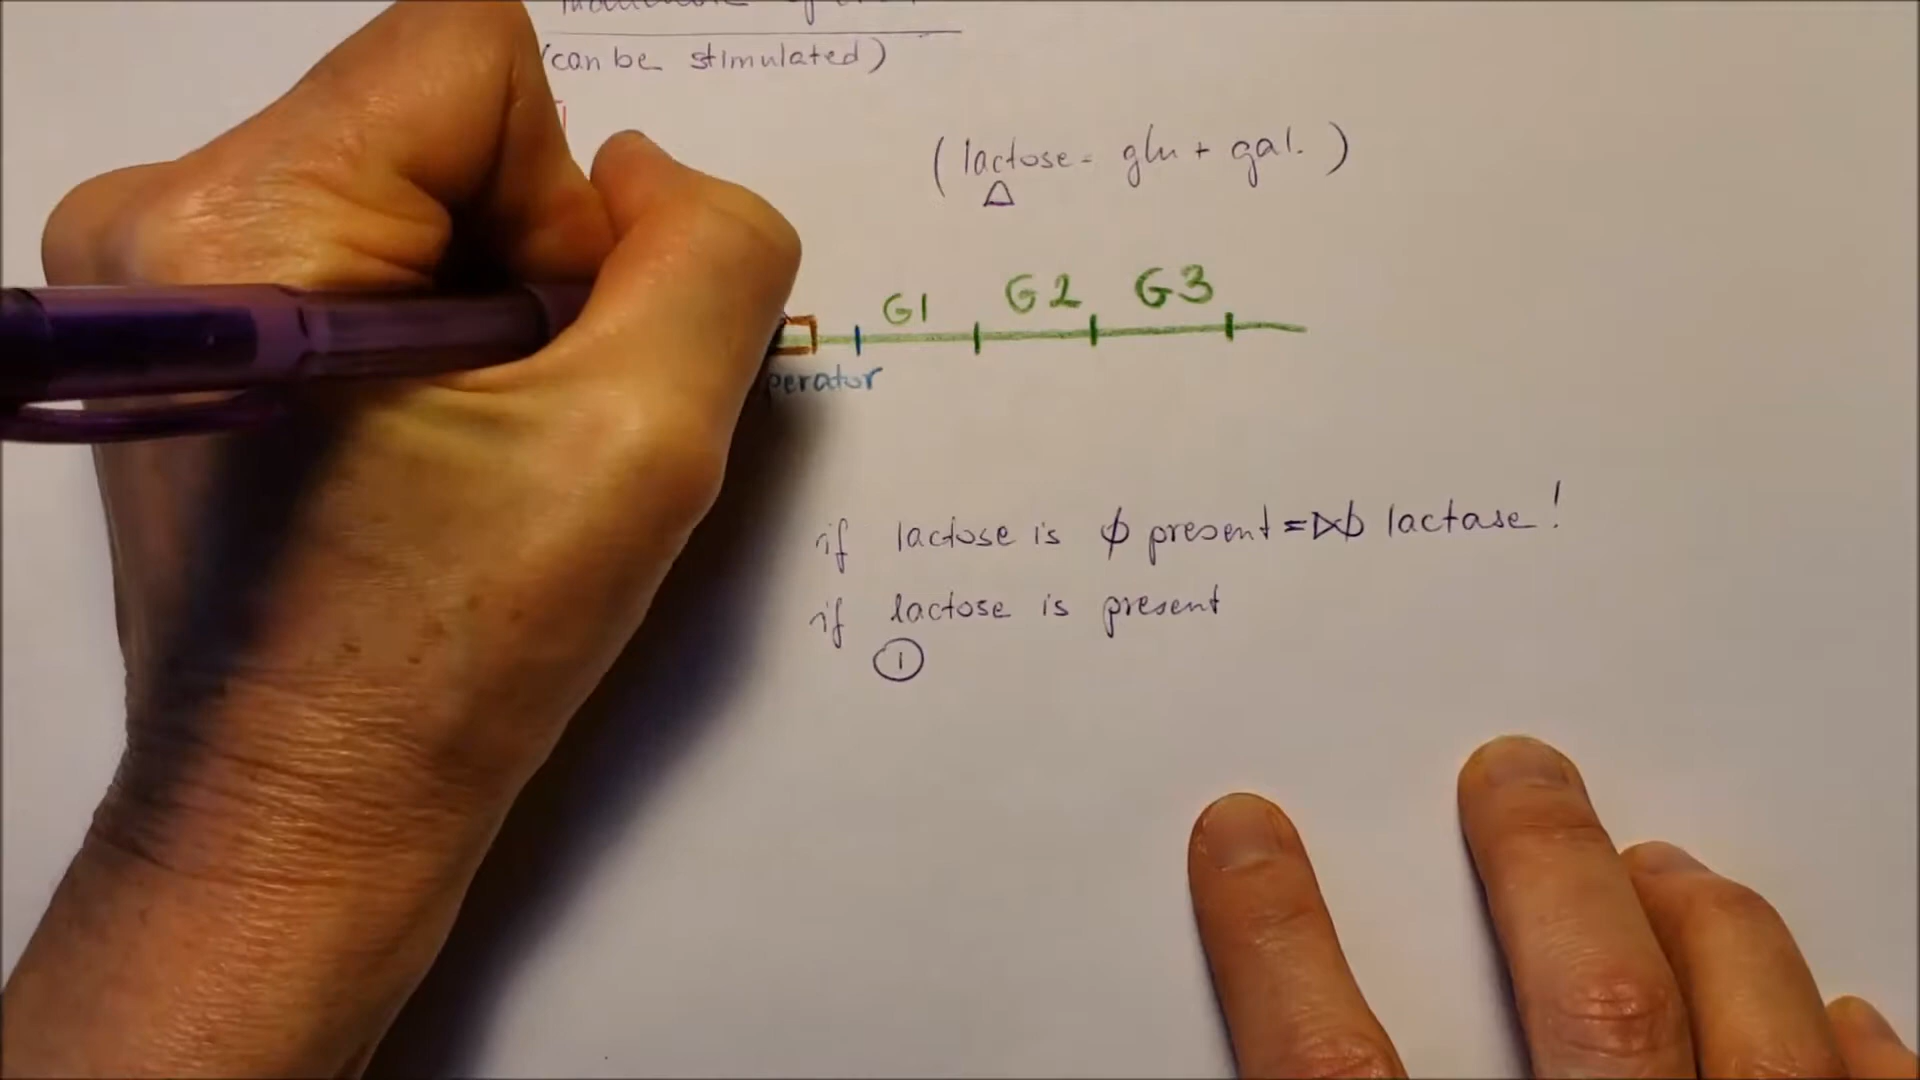 (can be stimulated)
(lactose = glu + gal.)
G1 G2 G3
perator
if lactose is ϕ present => ϕ lactase!
if lactose is present
1